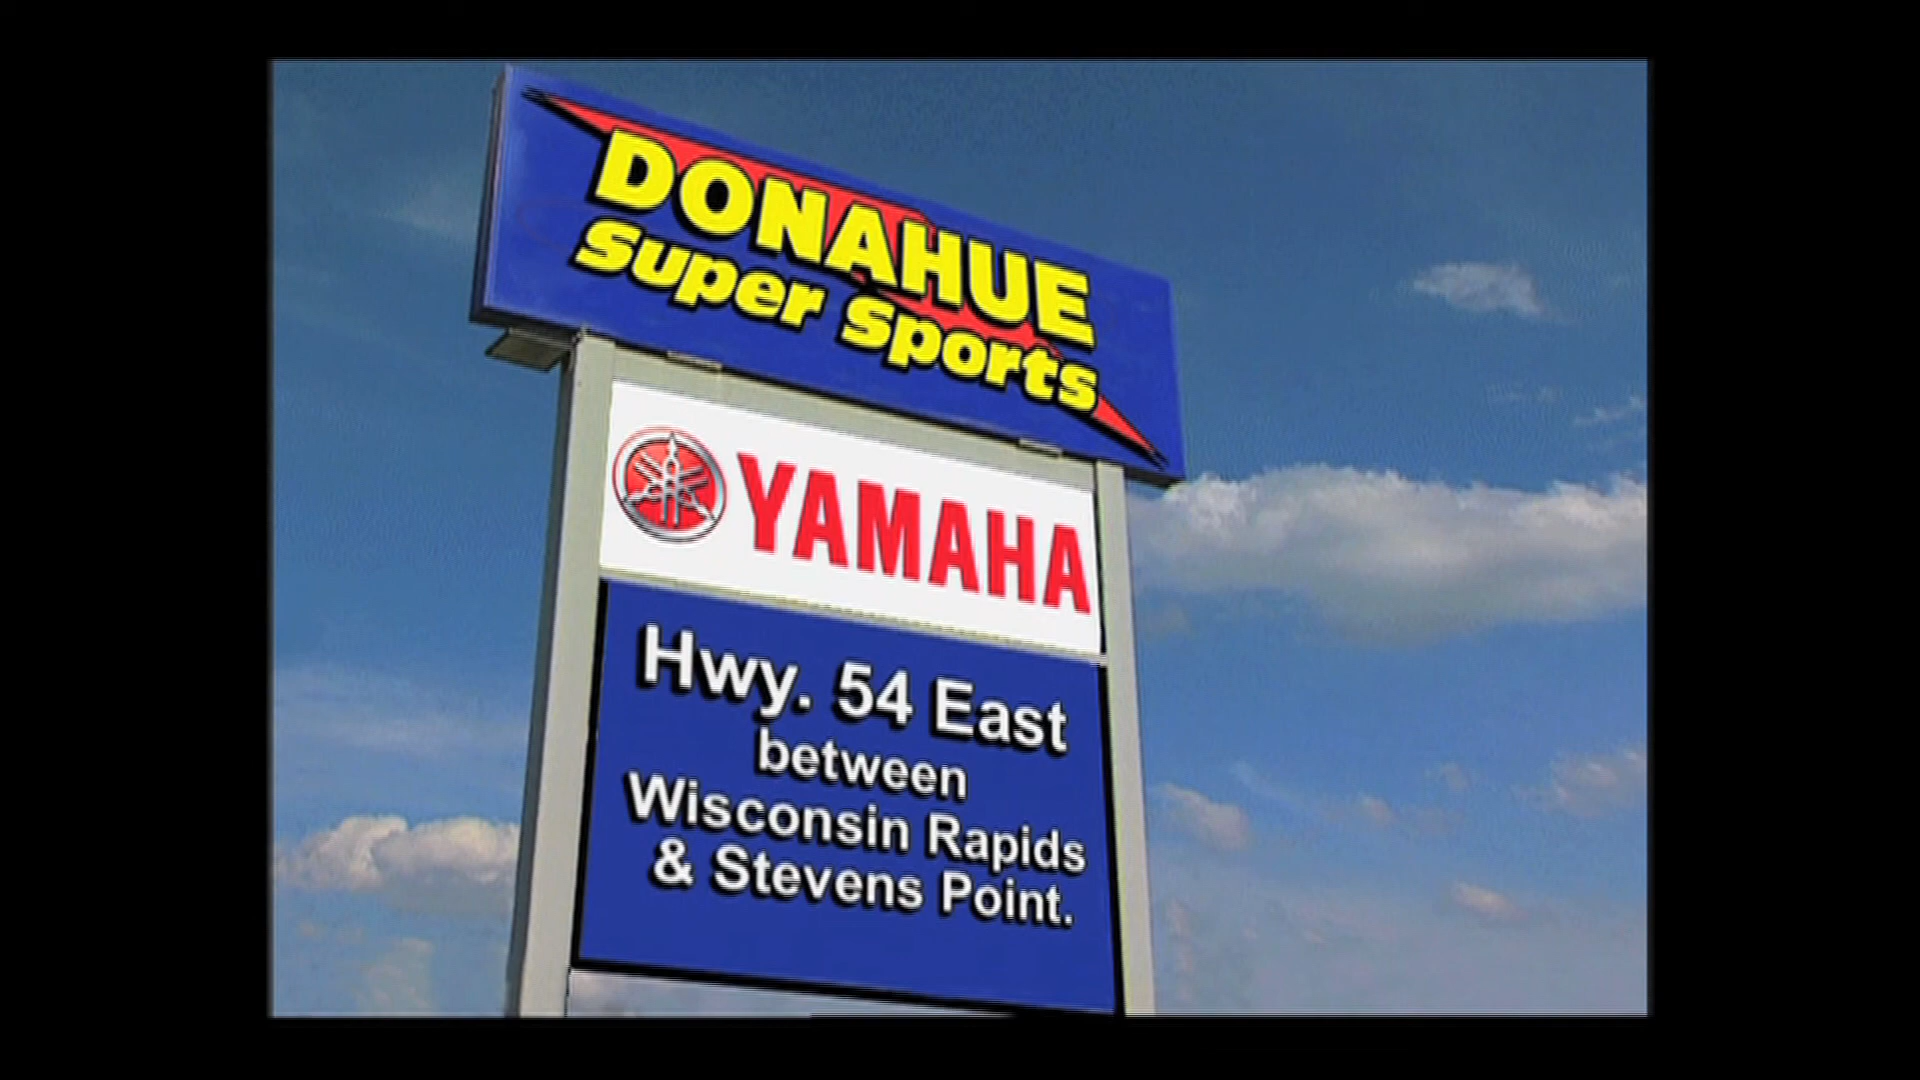 DONAHUE
Super Sports
YAMAHA
Hwy. 54 East
between
Wisconsin Rapids
& Stevens Point.